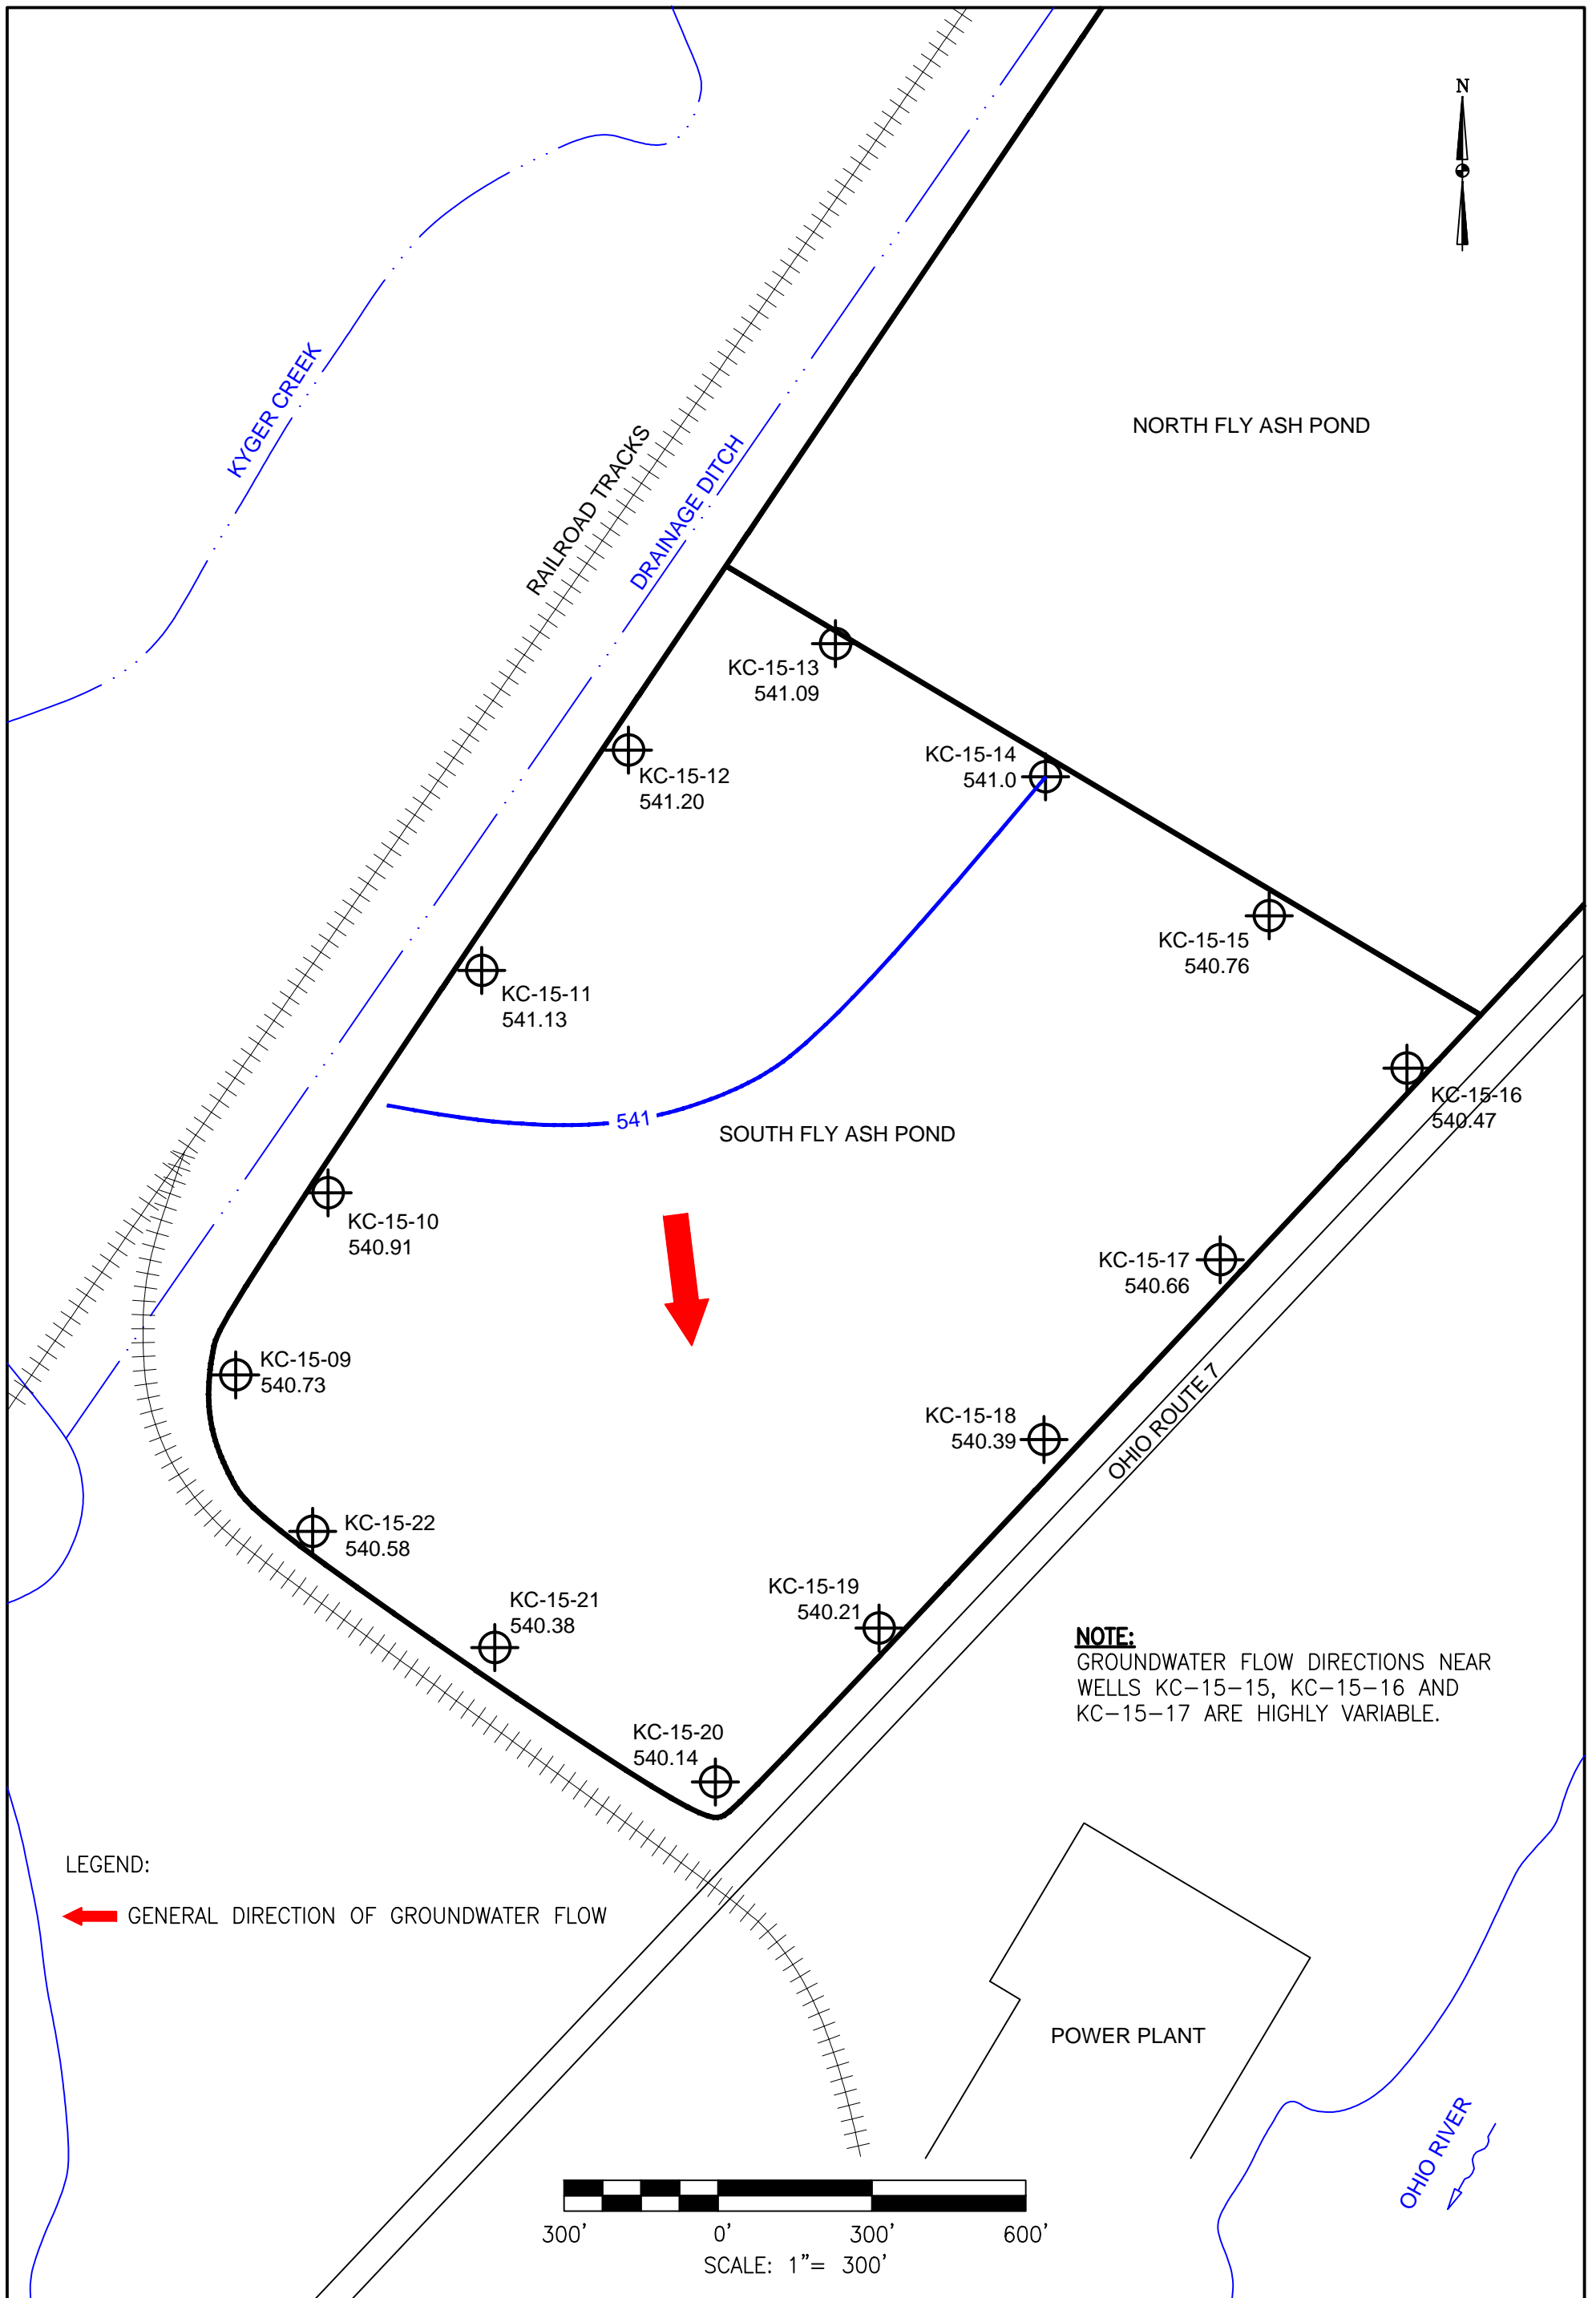 N
KYGER CREEK
RAILROAD TRACKS
DRAINAGE DITCH
NORTH FLY ASH POND
KC-15-13
541.09
KC-15-12
541.20
KC-15-14
541.0
KC-15-15
540.76
KC-15-11
541.13
KC-15-16
540.47
541
SOUTH FLY ASH POND
KC-15-10
540.91
KC-15-17
540.66
KC-15-09
540.73
KC-15-18
540.39
OHIO ROUTE 7
KC-15-22
540.58
KC-15-21
540.38
KC-15-19
540.21
KC-15-20
540.14
NOTE:
GROUNDWATER FLOW DIRECTIONS NEAR
WELLS KC-15-15, KC-15-16 AND
KC-15-17 ARE HIGHLY VARIABLE.
LEGEND:
GENERAL DIRECTION OF GROUNDWATER FLOW
POWER PLANT
OHIO RIVER
300' 0' 300' 600'
SCALE: 1"= 300'